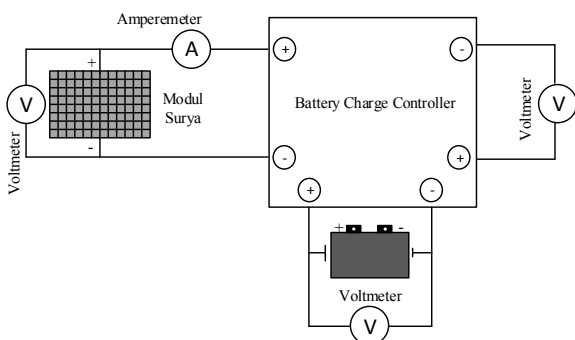 Amperemeter
A
+
-
+
V
Modul
Surya
Battery Charge Controller
V
Voltmeter
Voltmeter
-
-
+
+
-
+
-
Voltmeter
V